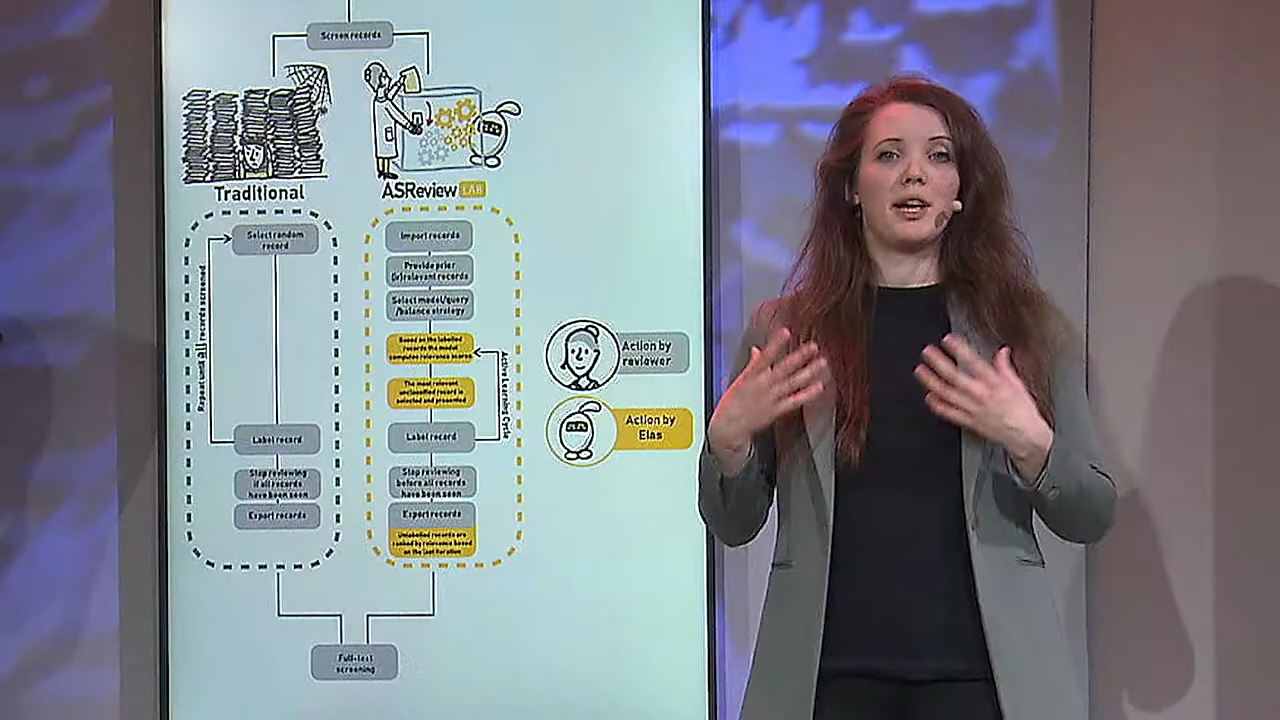 Screen records
Traditional
ASReview LAB
Select random
record
Repeat until all records screened
Label record
Stop reviewing
if all records
have been seen
Export records
Import records
Provide prior
(ir)relevant records
Select model/query
/balance strategy
Based on the labelled
records the model
computes relevance scores
The most relevant
unclassified record is
selected and presented
Active Learning Cycle
Label record
Stop reviewing
before all records
have been seen
Export records
Unlabelled records are
ranked by relevance based
on the last iteration
Action by
reviewer
Action by
Elas
Full-text
screening